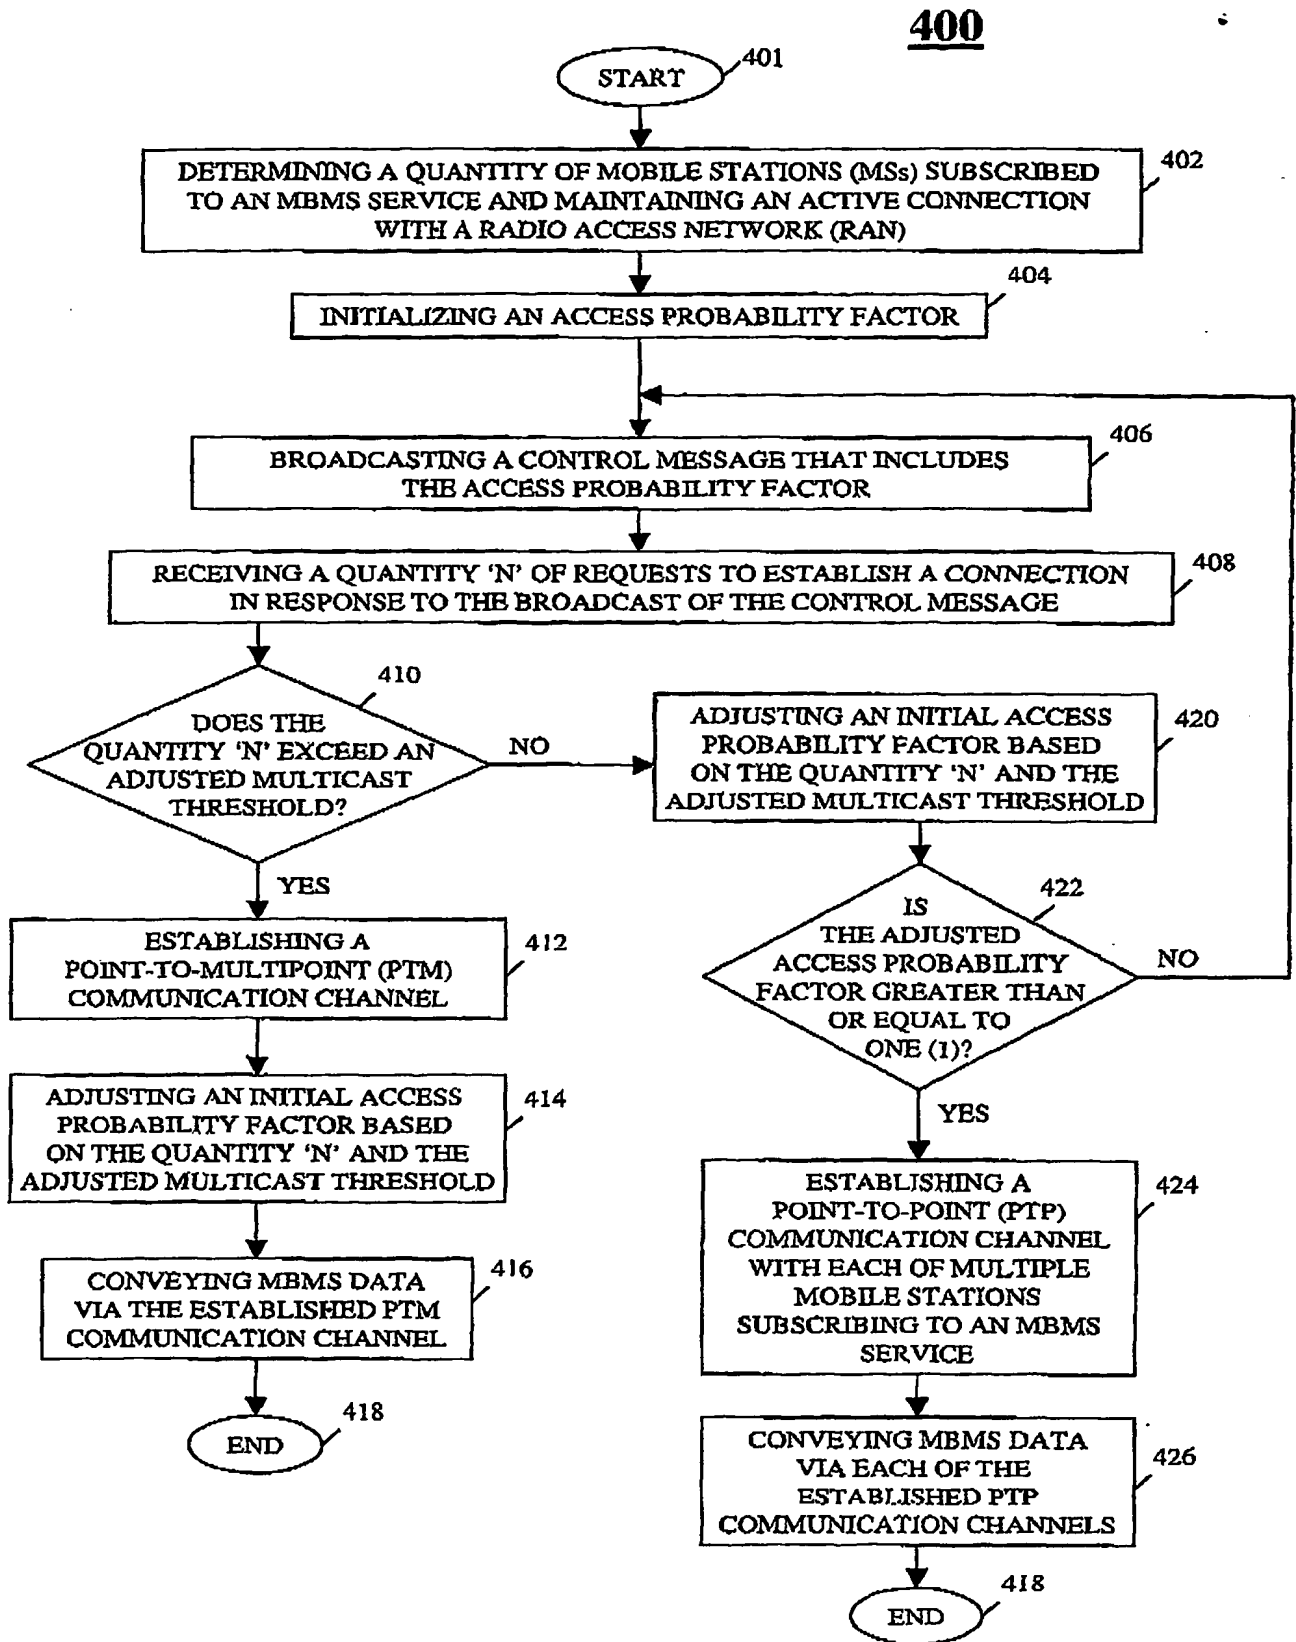 400
START
401
DETERMINING A QUANTITY OF MOBILE STATIONS (MSs) SUBSCRIBED
TO AN MBMS SERVICE AND MAINTAINING AN ACTIVE CONNECTION
WITH A RADIO ACCESS NETWORK (RAN)
402
INITIALIZING AN ACCESS PROBABILITY FACTOR
404
BROADCASTING A CONTROL MESSAGE THAT INCLUDES
THE ACCESS PROBABILITY FACTOR
406
RECEIVING A QUANTITY 'N' OF REQUESTS TO ESTABLISH A CONNECTION
IN RESPONSE TO THE BROADCAST OF THE CONTROL MESSAGE
408
DOES THE
QUANTITY 'N' EXCEED AN
ADJUSTED MULTICAST
THRESHOLD?
410
NO
YES
ESTABLISHING A
POINT-TO-MULTIPOINT (PTM)
COMMUNICATION CHANNEL
412
ADJUSTING AN INITIAL ACCESS
PROBABILITY FACTOR BASED
ON THE QUANTITY 'N' AND THE
ADJUSTED MULTICAST THRESHOLD
414
CONVEYING MBMS DATA
VIA THE ESTABLISHED PTM
COMMUNICATION CHANNEL
416
END
418
ADJUSTING AN INITIAL ACCESS
PROBABILITY FACTOR BASED
ON THE QUANTITY 'N' AND THE
ADJUSTED MULTICAST THRESHOLD
420
IS
THE ADJUSTED
ACCESS PROBABILITY
FACTOR GREATER THAN
OR EQUAL TO
ONE (1)?
422
NO
YES
ESTABLISHING A
POINT-TO-POINT (PTP)
COMMUNICATION CHANNEL
WITH EACH OF MULTIPLE
MOBILE STATIONS
SUBSCRIBING TO AN MBMS
SERVICE
424
CONVEYING MBMS DATA
VIA EACH OF THE
ESTABLISHED PTP
COMMUNICATION CHANNELS
426
END
418